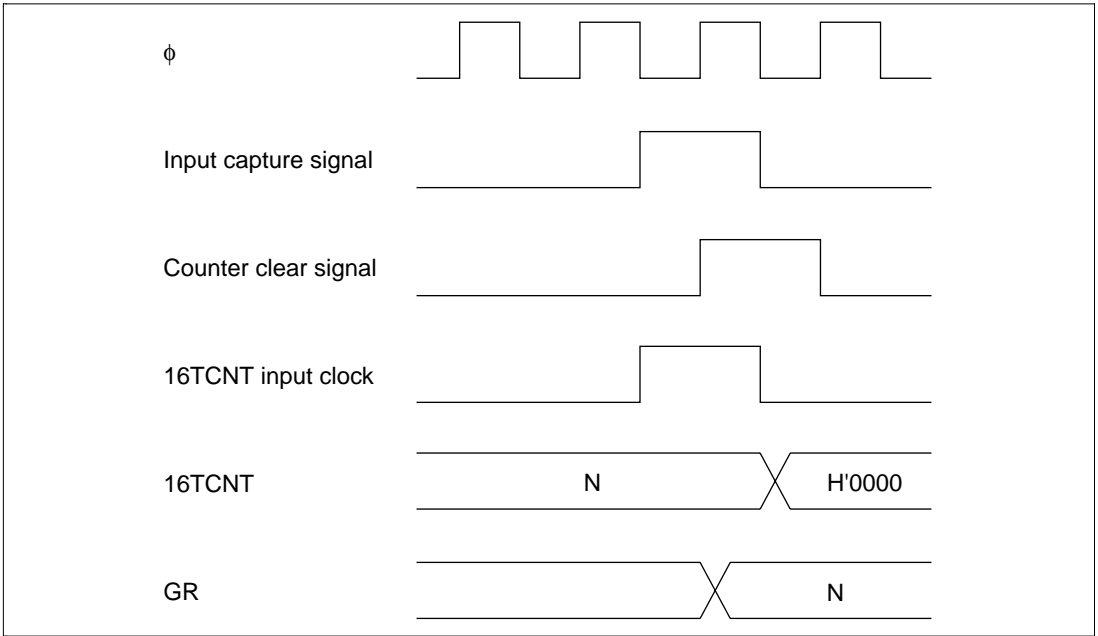 ϕ
Input capture signal
Counter clear signal
16TCNT input clock
16TCNT N H'0000
GR N